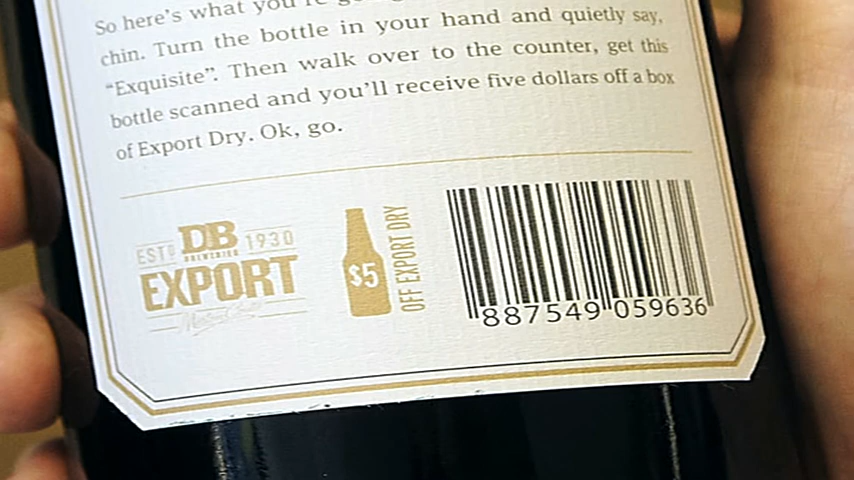 So here's what you're
chin. Turn the bottle in your hand and quietly say,
“Exquisite”. Then walk over to the counter, get this
bottle scanned and you'll receive five dollars off a box
of Export Dry. Ok, go.
ESTD DB 1930
BREWERIES
EXPORT
$5
OFF EXPORT DRY
887549 059636